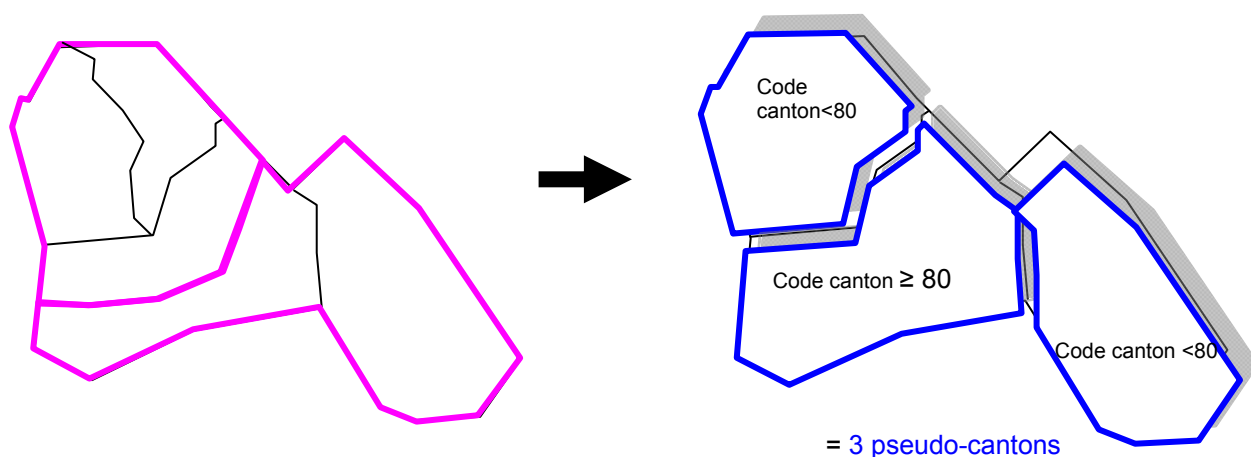 Code
canton<80
Code canton ≥ 80
Code canton <80
= 3 pseudo-cantons